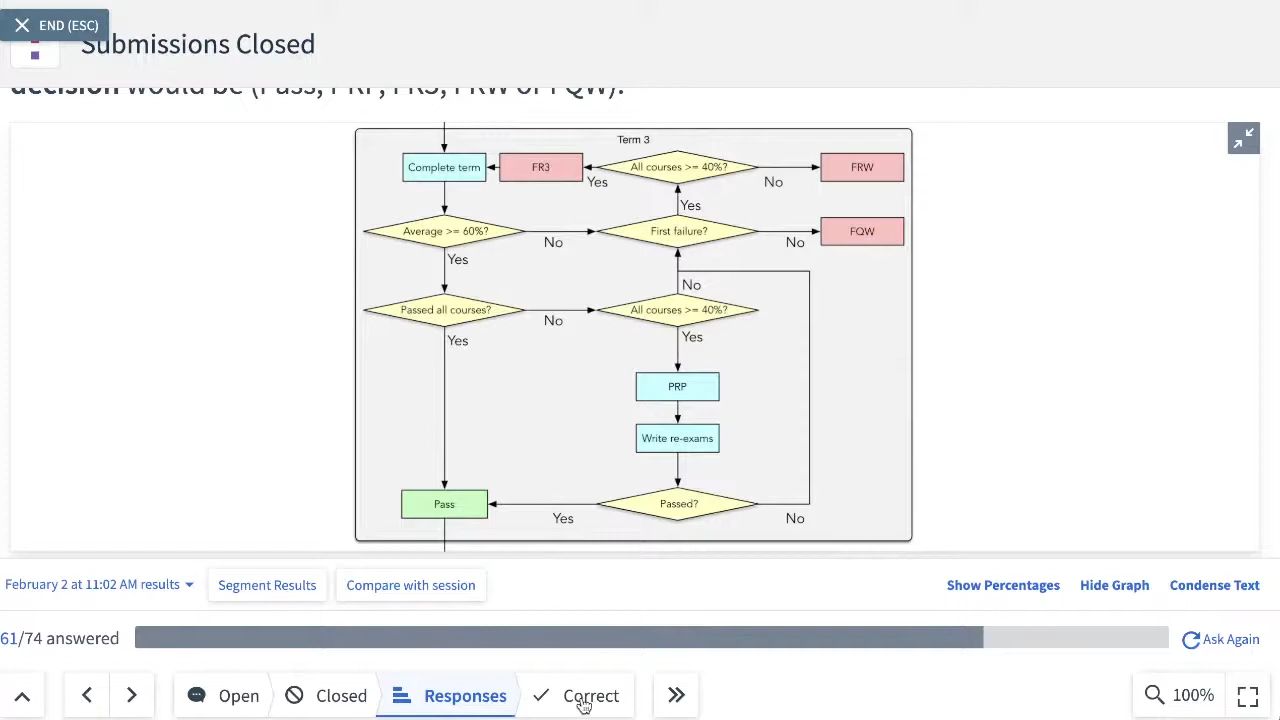 END (ESC)
Submissions Closed
decision would be (Pass, PRP, FR3, FRW or FQW).
Term 3
Complete term
FR3
All courses >= 40%?
FRW
Yes
No
Yes
Average >= 60%?
First failure?
FQW
No
No
Yes
No
Passed all courses?
All courses >= 40%?
No
Yes
Yes
PRP
Write re-exams
Pass
Passed?
Yes
No
February 2 at 11:02 AM results
Segment Results
Compare with session
Show Percentages
Hide Graph
Condense Text
61/74 answered
Ask Again
Open
Closed
Responses
Correct
100%